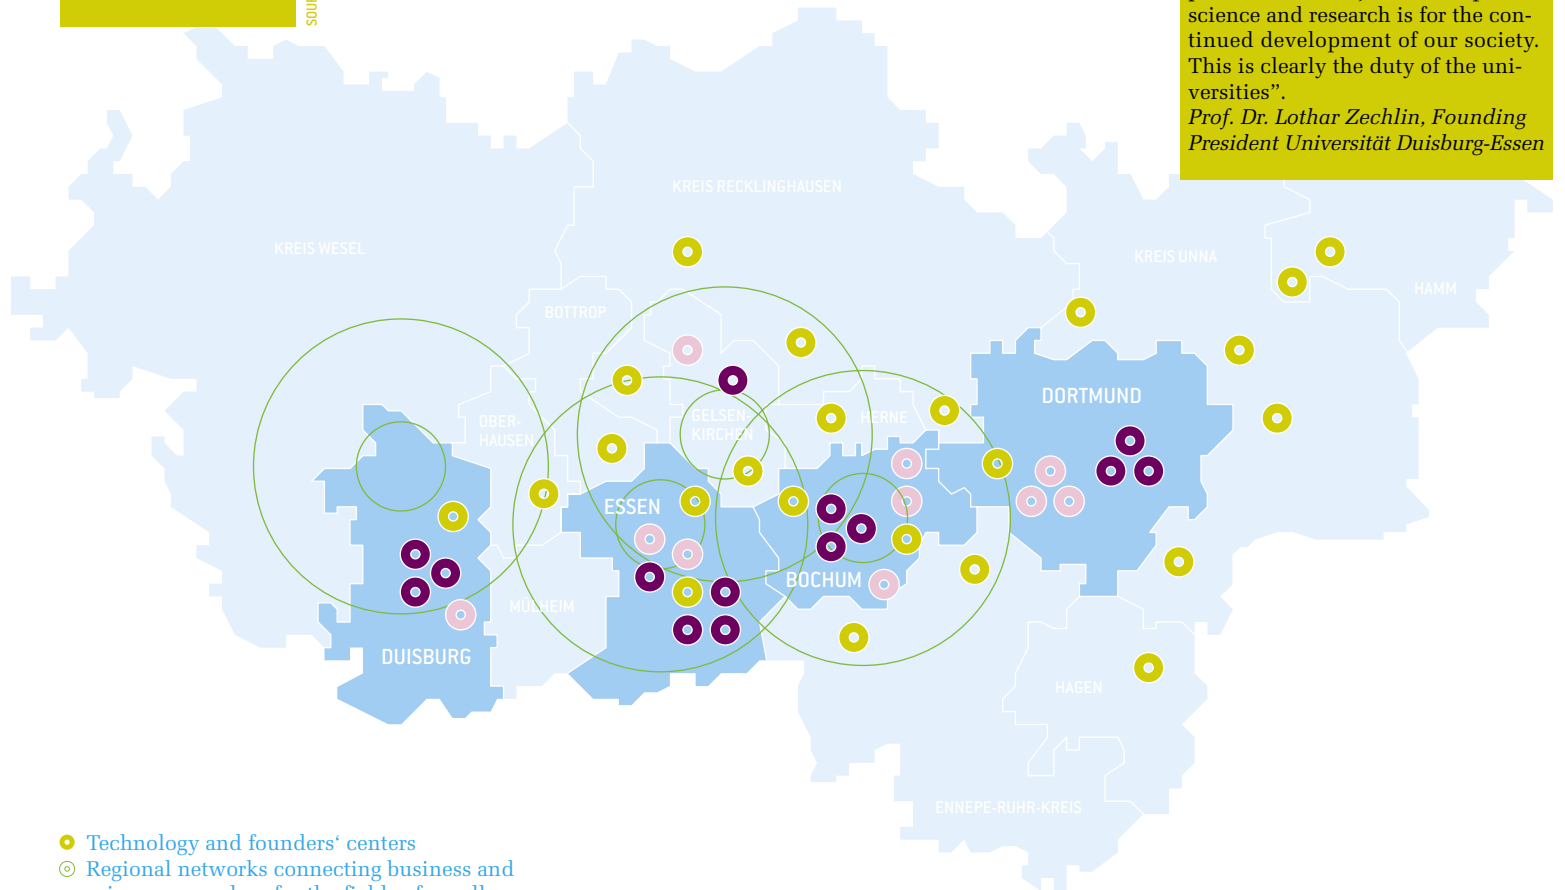 SOUR
science and research is for the con-
tinued development of our society.
This is clearly the duty of the uni-
versities”.
Prof. Dr. Lothar Zechlin, Founding
President Universität Duisburg-Essen
KREIS RECKLINGHAUSEN
KREIS WESEL
KREIS UNNA
HAMM
BOTTROP
DORTMUND
OBER-
HAUSEN
GELSEN-
KIRCHEN
HERNE
ESSEN
BOCHUM
MÜLHEIM
DUISBURG
HAGEN
ENNEPE-RUHR-KREIS
Technology and founders‘ centers
Regional networks connecting business and